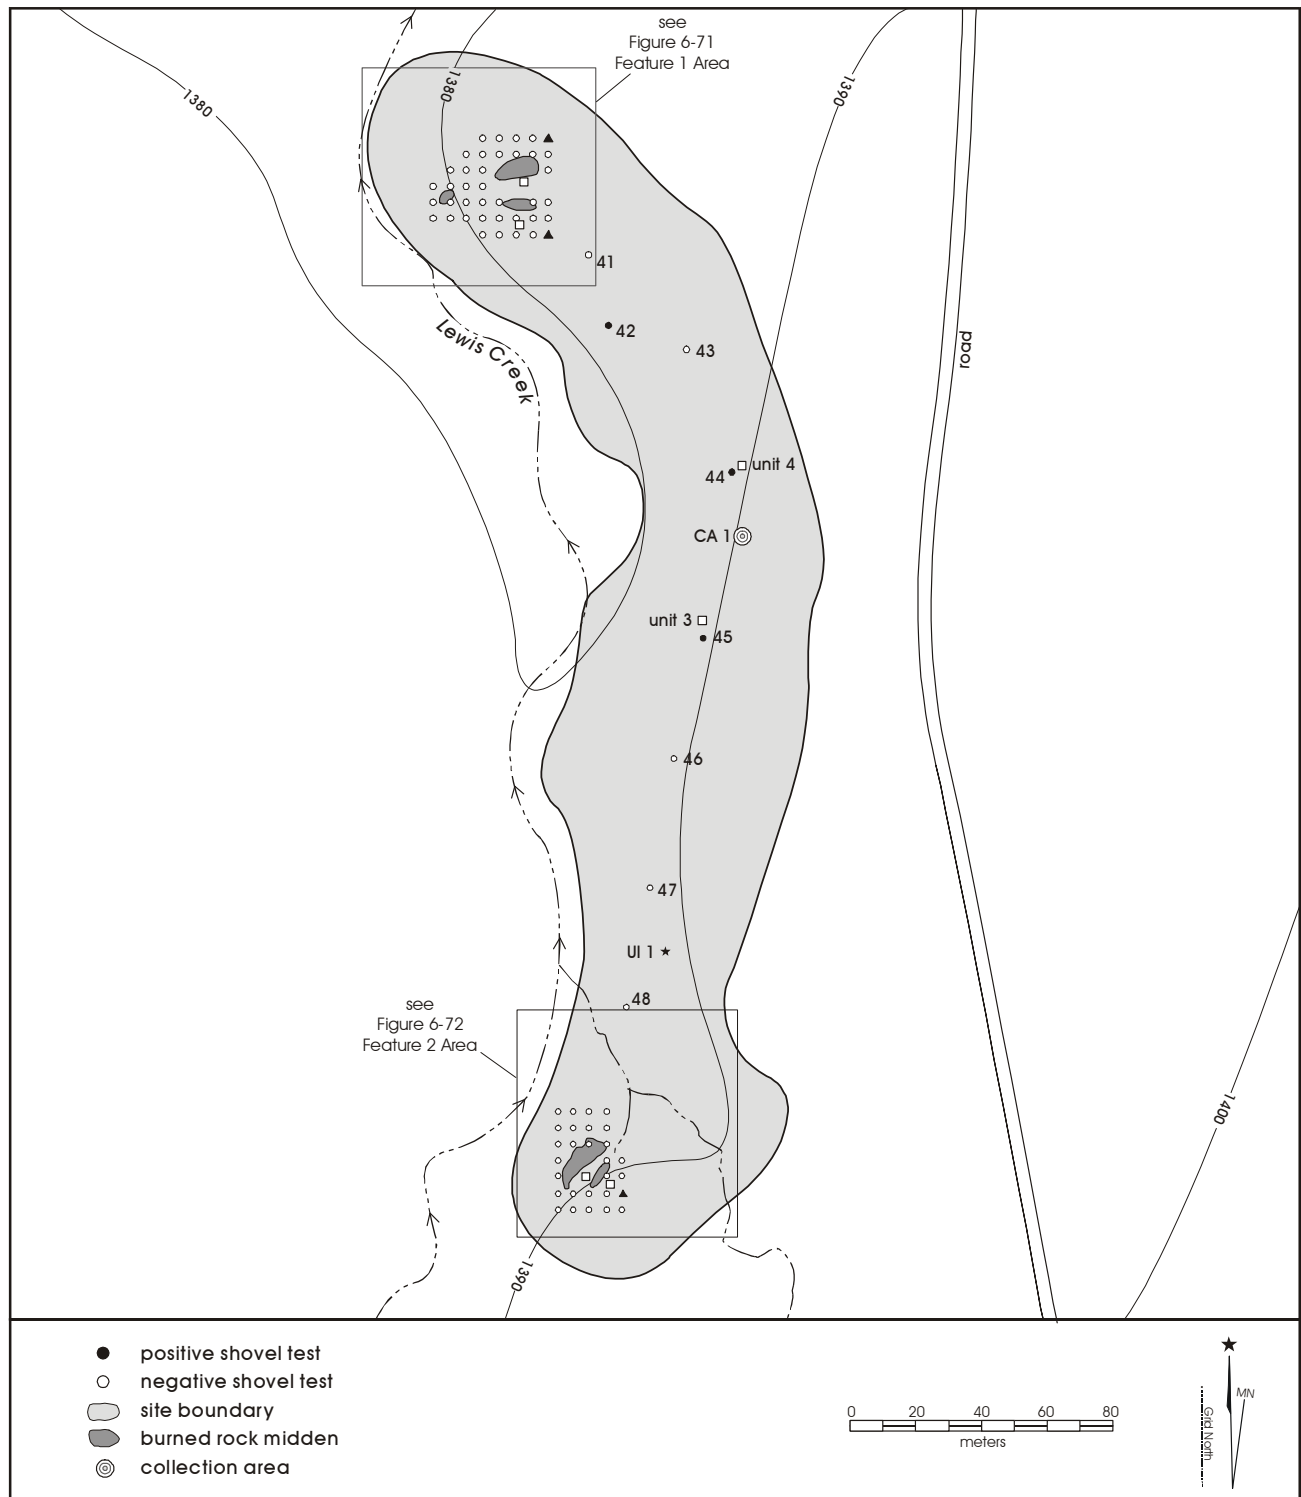 see
Figure 6-71
Feature 1 Area
1380
1380
1390
41
42
43
Lewis Creek
road
44
unit 4
CA 1
unit 3
45
46
47
UI 1
48
see
Figure 6-72
Feature 2 Area
1400
1390
positive shovel test
negative shovel test
site boundary
burned rock midden
collection area
0 20 40 60 80
meters
Grid North
MN